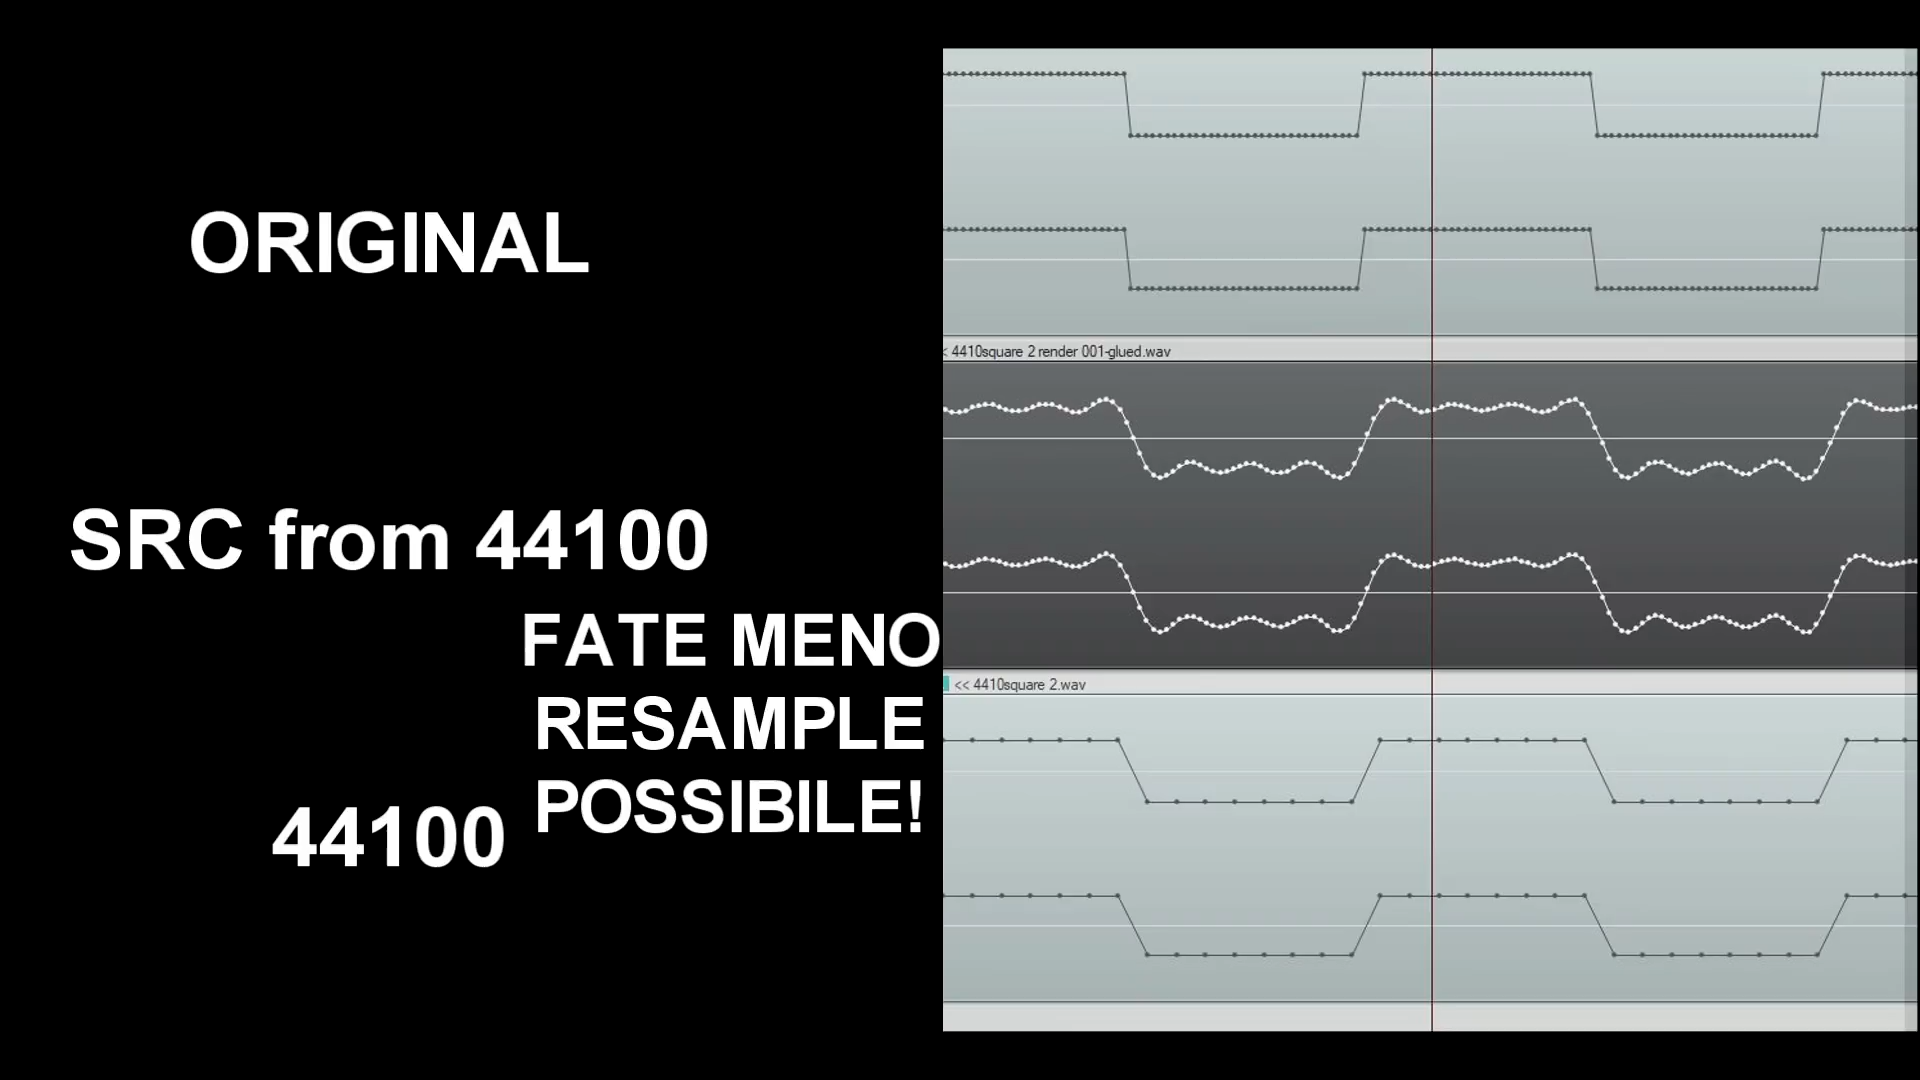 ORIGINAL
< 4410square 2 render 001-glued.wav
SRC from 44100
FATE MENO
RESAMPLE
POSSIBILE!
<< 4410square 2.wav
44100